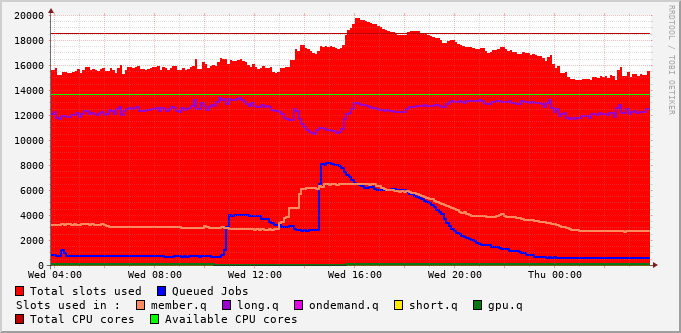 20000
18000
16000
14000
12000
10000
8000
6000
4000
2000
0
Wed 04:00 Wed 08:00 Wed 12:00 Wed 16:00 Wed 20:00 Thu 00:00
Total slots used Queued Jobs
Slots used in : member.q long.q ondemand.q short.q gpu.q
Total CPU cores Available CPU cores
RRDTOOL / TOBI OETIKER